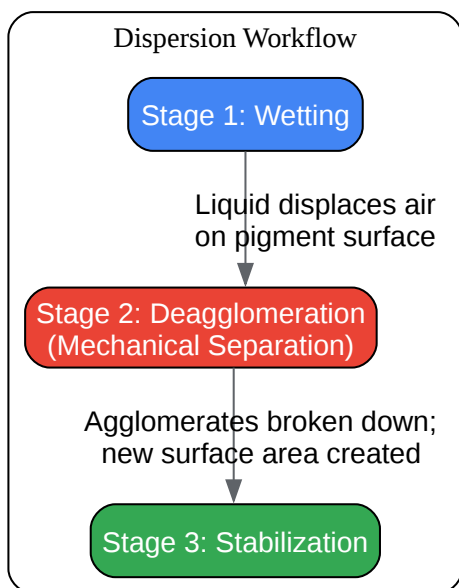 Dispersion Workflow
Stage 1: Wetting
Liquid displaces air
on pigment surface
Stage 2: Deagglomeration
(Mechanical Separation)
Agglomerates broken down;
new surface area created
Stage 3: Stabilization